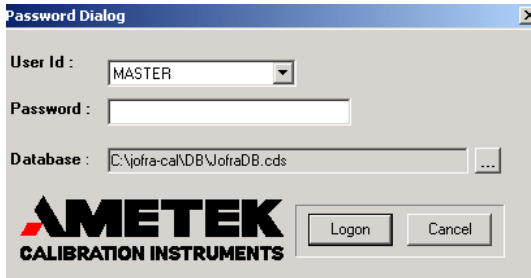 Password Dialog
User Id :
MASTER
Password :
Database :
C:\jofra-cal\DB\JofraDB.cds
...
AMETEK
CALIBRATION INSTRUMENTS
Logon
Cancel